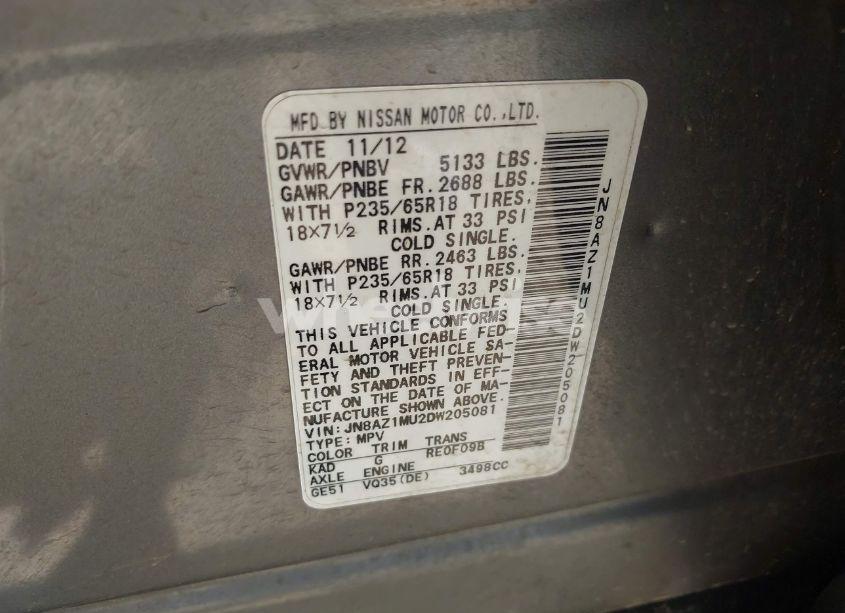 MFD BY NISSAN MOTOR CO.,LTD.
DATE 11/12
GVWR/PNBV 5133 LBS.
GAWR/PNBE FR. 2688 LBS.
WITH P235/65R18 TIRES,
18×7½ RIMS.AT 33 PSI
COLD SINGLE.
GAWR/PNBE RR. 2463 LBS.
WITH P235/65R18 TIRES,
18×7½ RIMS.AT 33 PSI
COLD SINGLE.
THIS VEHICLE CONFORMS
TO ALL APPLICABLE FED-
ERAL MOTOR VEHICLE SA-
FETY AND THEFT PREVEN-
TION STANDARDS IN EFF-
ECT ON THE DATE OF MA-
NUFACTURE SHOWN ABOVE.
VIN:JN8AZ1MU2DW205081
TYPE:MPV
COLOR TRIM TRANS
KAD G RE0F09B
AXLE ENGINE
GE51 VQ35(DE) 3498CC
JN8AZ1MU2DW205081